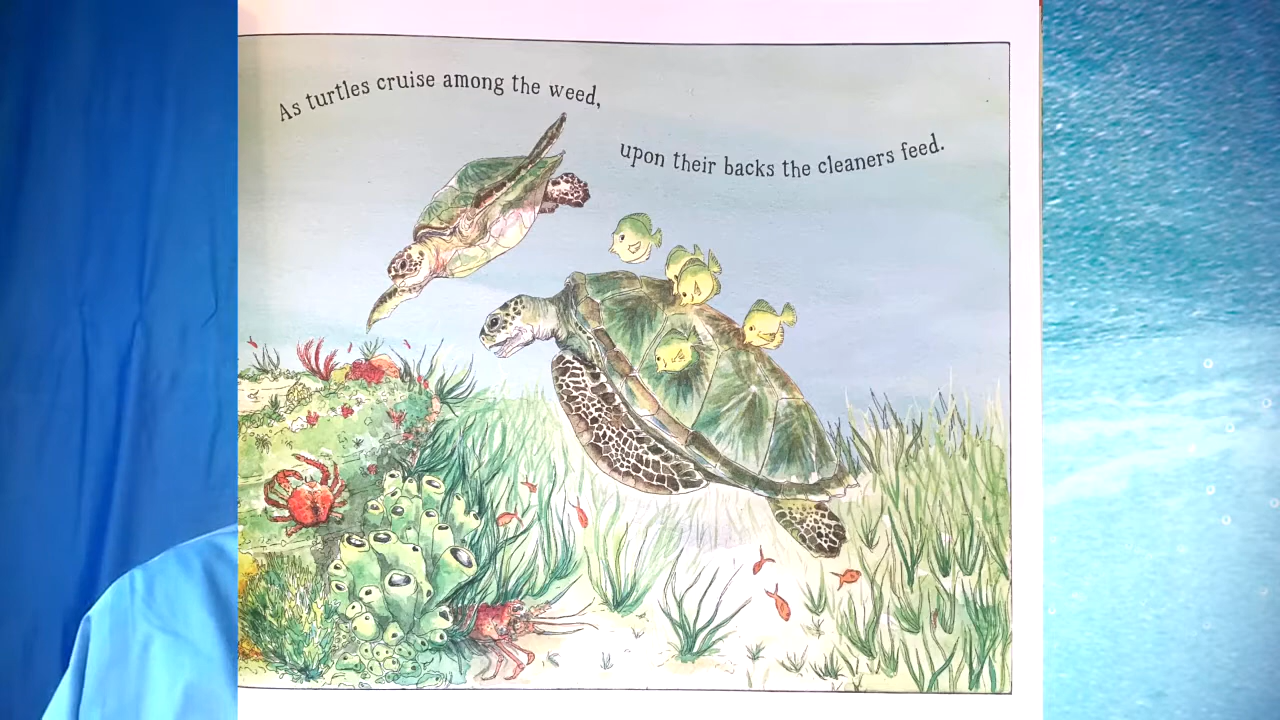 As turtles cruise among the weed,
upon their backs the cleaners feed.